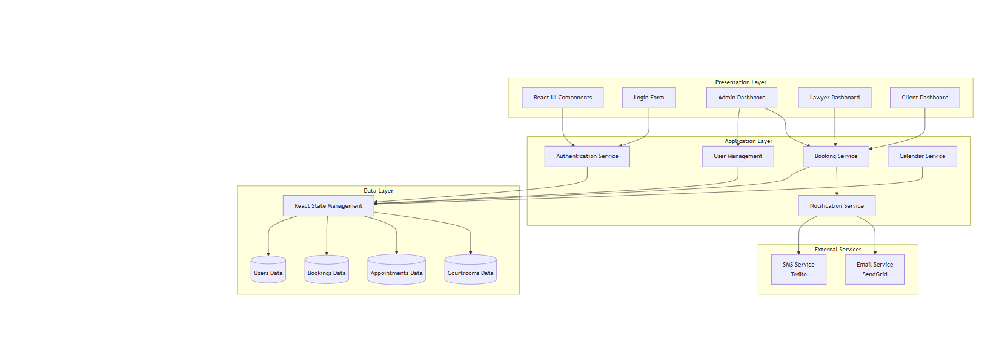 Presentation Layer
React UI Components
Login Form
Admin Dashboard
Lawyer Dashboard
Client Dashboard
Application Layer
Authentication Service
User Management
Booking Service
Calendar Service
Notification Service
Data Layer
React State Management
Users Data
Bookings Data
Appointments Data
Courtrooms Data
External Services
SMS Service
Twilio
Email Service
SendGrid